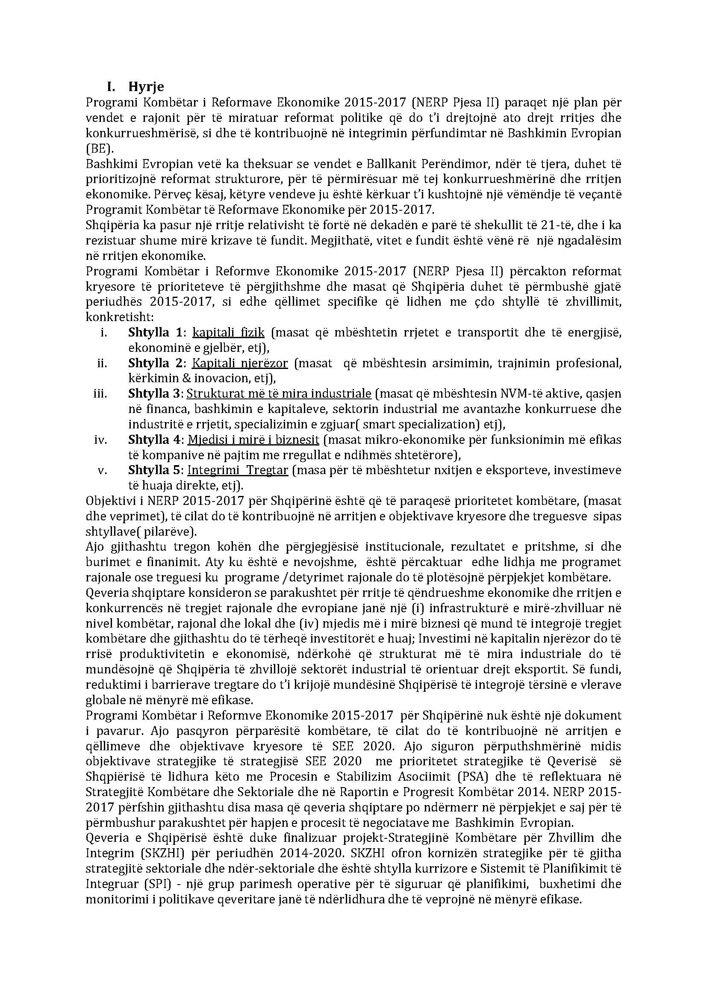 I. Hyrje
Programi Kombëtar i Reformave Ekonomike 2015-2017 (NERP Pjesa II) paraqet një plan për
vendet e rajonit për të miratuar reformat politike që do t’i drejtojnë ato drejt rritjes dhe
konkurrueshmërisë, si dhe të kontribuojnë në integrimin përfundimtar në Bashkimin Evropian
(BE).
Bashkimi Evropian vetë ka theksuar se vendet e Ballkanit Perëndimor, ndër të tjera, duhet të
prioritizojnë reformat strukturore, për të përmirësuar më tej konkurrueshmërinë dhe rritjen
ekonomike. Përveç kësaj, këtyre vendeve ju është kërkuar t’i kushtojnë një vëmëndje të veçantë
Programit Kombëtar të Reformave Ekonomike për 2015-2017.
Shqipëria ka pasur një rritje relativisht të fortë në dekadën e parë të shekullit të 21-të, dhe i ka
rezistuar shume mirë krizave të fundit. Megjithatë, vitet e fundit është vënë rë një ngadalësim
në rritjen ekonomike.
Programi Kombëtar i Reformve Ekonomike 2015-2017 (NERP Pjesa II) përcakton reformat
kryesore të prioriteteve të përgjithshme dhe masat që Shqipëria duhet të përmbushë gjatë
periudhës 2015-2017, si edhe qëllimet specifike që lidhen me çdo shtyllë të zhvillimit,
konkretisht:
i. Shtylla 1: kapitali fizik (masat që mbështetin rrjetet e transportit dhe të energjisë,
ekonominë e gjelbër, etj),
ii. Shtylla 2: Kapitali njerëzor (masat që mbështesin arsimimin, trajnimin profesional,
kërkimin & inovacion, etj),
iii. Shtylla 3: Strukturat më të mira industriale (masat që mbështesin NVM-të aktive, qasjen
në financa, bashkimin e kapitaleve, sektorin industrial me avantazhe konkurruese dhe
industritë e rrjetit, specializimin e zgjuar( smart specialization) etj),
iv. Shtylla 4: Mjedisi i mirë i biznesit (masat mikro-ekonomike për funksionimin më efikas
të kompanive në pajtim me rregullat e ndihmës shtetërore),
v. Shtylla 5: Integrimi Tregtar (masa për të mbështetur nxitjen e eksporteve, investimeve
të huaja direkte, etj).
Objektivi i NERP 2015-2017 për Shqipërinë është që të paraqesë prioritetet kombëtare, (masat
dhe veprimet), të cilat do të kontribuojnë në arritjen e objektivave kryesore dhe treguesve sipas
shtyllave( pilarëve).
Ajo gjithashtu tregon kohën dhe përgjegjësisë institucionale, rezultatet e pritshme, si dhe
burimet e finanimit. Aty ku është e nevojshme, është përcaktuar edhe lidhja me programet
rajonale ose treguesi ku programe /detyrimet rajonale do të plotësojnë përpjekjet kombëtare.
Qeveria shqiptare konsideron se parakushtet për rritje të qëndrueshme ekonomike dhe rritjen e
konkurrencës në tregjet rajonale dhe evropiane janë një (i) infrastrukturë e mirë-zhvilluar në
nivel kombëtar, rajonal dhe lokal dhe (iv) mjedis më i mirë biznesi që mund të integrojë tregjet
kombëtare dhe gjithashtu do të tërheqë investitorët e huaj; Investimi në kapitalin njerëzor do të
rrisë produktivitetin e ekonomisë, ndërkohë që strukturat më të mira industriale do të
mundësojnë që Shqipëria të zhvillojë sektorët industrial të orientuar drejt eksportit. Së fundi,
reduktimi i barrierave tregtare do t’i krijojë mundësinë Shqipërisë të integrojë tërsinë e vlerave
globale në mënyrë më efikase.
Programi Kombëtar i Reformve Ekonomike 2015-2017 për Shqipërinë nuk është një dokument
i pavarur. Ajo pasqyron përparësitë kombëtare, të cilat do të kontribuojnë në arritjen e
qëllimeve dhe objektivave kryesore të SEE 2020. Ajo siguron përputhshmërinë midis
objektivave strategjike të strategjisë SEE 2020 me prioritetet strategjike të Qeverisë së
Shqpiërisë të lidhura këto me Procesin e Stabilizim Asociimit (PSA) dhe të reflektuara në
Strategjitë Kombëtare dhe Sektoriale dhe në Raportin e Progresit Kombëtar 2014. NERP 2015-
2017 përfshin gjithashtu disa masa që qeveria shqiptare po ndërmerr në përpjekjet e saj për të
përmbushur parakushtet për hapjen e procesit të negociatave me Bashkimin Evropian.
Qeveria e Shqipërisë është duke finalizuar projekt-Strategjinë Kombëtare për Zhvillim dhe
Integrim (SKZHI) për periudhën 2014-2020. SKZHI ofron kornizën strategjike për të gjitha
strategjitë sektoriale dhe ndër-sektoriale dhe është shtylla kurrizore e Sistemit të Planifikimit të
Integruar (SPI) - një grup parimesh operative për të siguruar që planifikimi, buxhetimi dhe
monitorimi i politikave qeveritare janë të ndërlidhura dhe të veprojnë në mënyrë efikase.